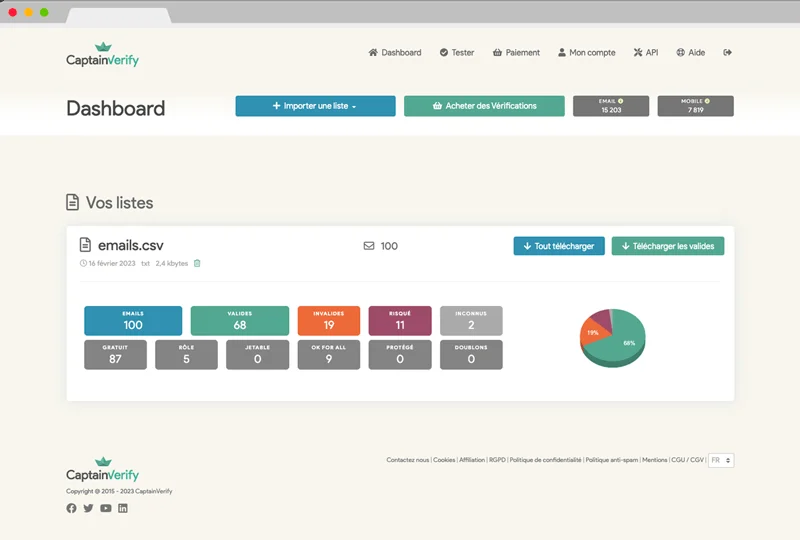 CaptainVerify
Dashboard Tester Paiement Mon compte API Aide
Dashboard
Importer une liste
Acheter des Vérifications
EMAIL
15 203
MOBILE
7 819
Vos listes
emails.csv
100
Tout télécharger
Télécharger les valides
16 février 2023 txt 2,4 kbytes
EMAILS
100
VALIDES
68
INVALIDES
19
RISQUÉ
11
INCONNUS
2
GRATUIT
87
RÔLE
5
JETABLE
0
OK FOR ALL
9
PROTÉGÉ
0
DOUBLONS
0
19%
68%
CaptainVerify
Contactez nous | Cookies | Affiliation | RGPD | Politique de confidentialité | Politique anti-spam | Mentions | CGU / CGV |
FR
Copyright © 2015 - 2023 CaptainVerify